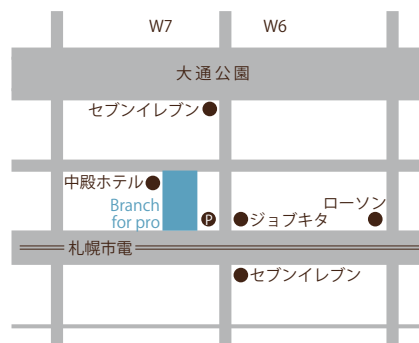 W7
W6
大通公園
セブンイレブン
中殿ホテル
Branch
for pro
P
ジョブキタ
ローソン
札幌市電
セブンイレブン